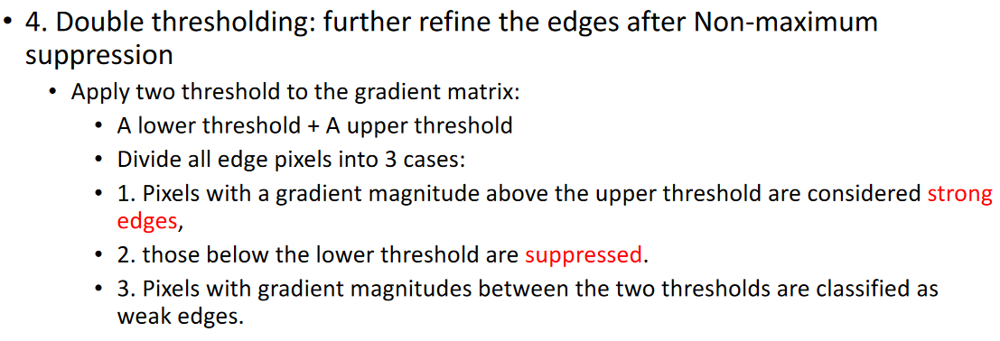 • 4. Double thresholding: further refine the edges after Non-maximum
suppression
• Apply two threshold to the gradient matrix:
• A lower threshold + A upper threshold
• Divide all edge pixels into 3 cases:
• 1. Pixels with a gradient magnitude above the upper threshold are considered strong
edges,
• 2. those below the lower threshold are suppressed.
• 3. Pixels with gradient magnitudes between the two thresholds are classified as
weak edges.